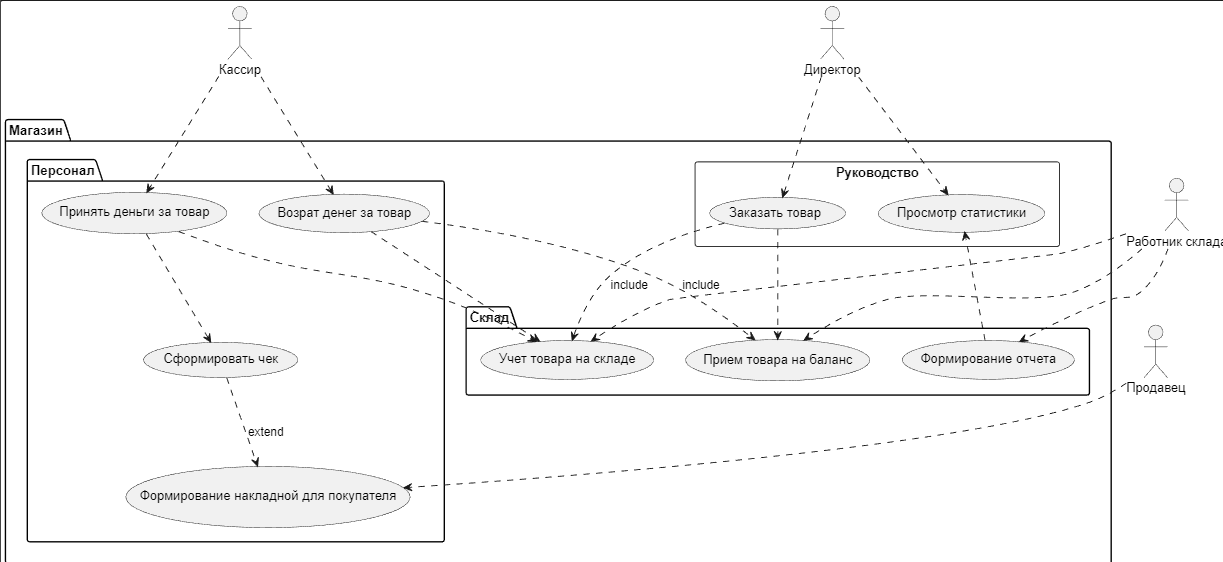 Кассир
Директор
Магазин
Персонал
Руководство
Принять деньги за товар
Возрат денег за товар
Заказать товар
Просмотр статистики
Работник склада
include
include
Склад
Сформировать чек
Учет товара на складе
Прием товара на баланс
Формирование отчета
Продавец
extend
Формирование накладной для покупателя